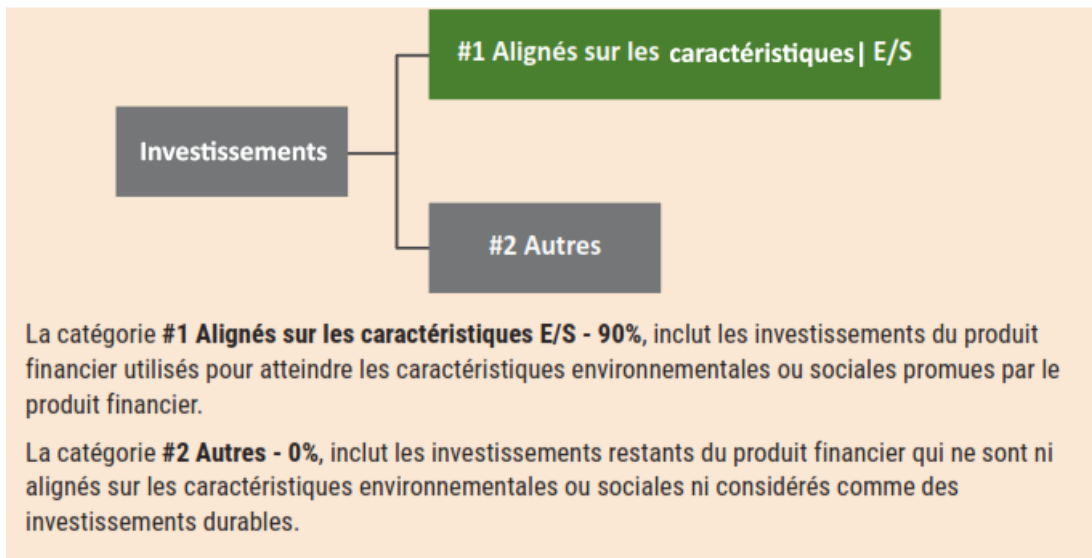 #1 Alignés sur les caractéristiques| E/S
Investissements
#2 Autres
La catégorie #1 Alignés sur les caractéristiques E/S - 90%, inclut les investissements du produit
financier utilisés pour atteindre les caractéristiques environnementales ou sociales promues par le
produit financier.
La catégorie #2 Autres - 0%, inclut les investissements restants du produit financier qui ne sont ni
alignés sur les caractéristiques environnementales ou sociales ni considérés comme des
investissements durables.